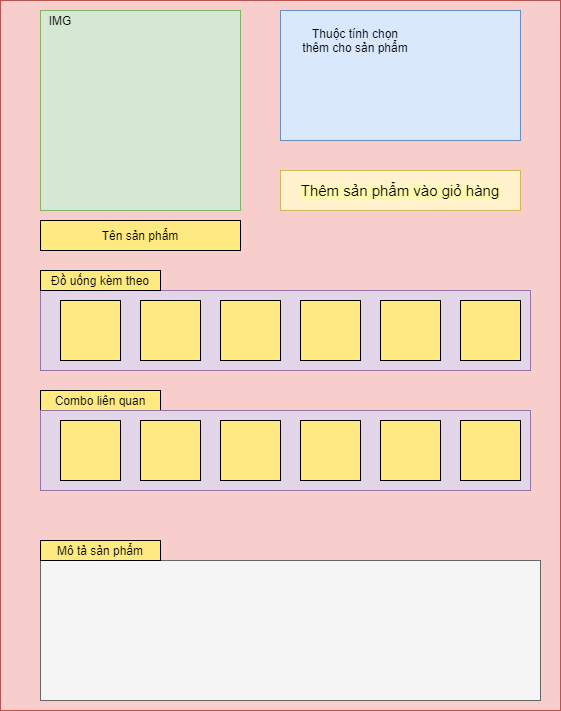 IMG
Thuộc tính chọn
thêm cho sản phẩm
Thêm sản phẩm vào giỏ hàng
Tên sản phẩm
Đồ uống kèm theo
Combo liên quan
Mô tả sản phẩm